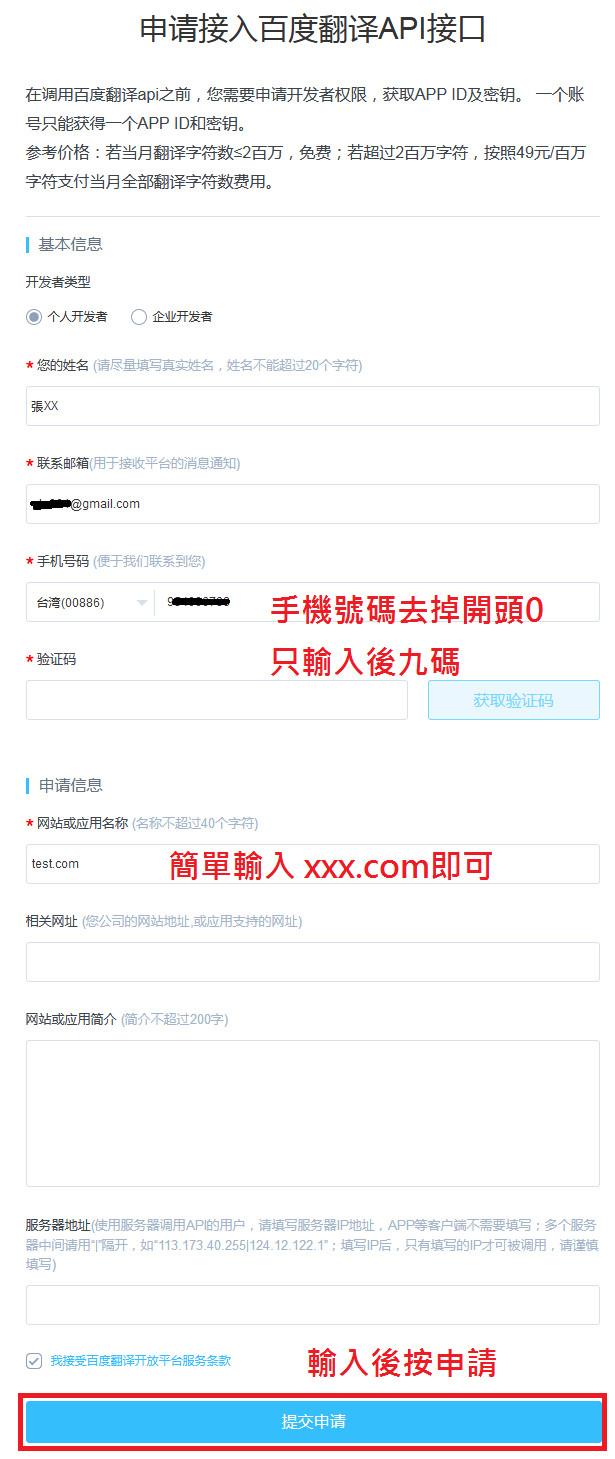 申请接入百度翻译API接口
在调用百度翻译api之前，您需要申请开发者权限，获取APP ID及密钥。 一个账
号只能获得一个APP ID和密钥。
参考价格：若当月翻译字符数≤2百万，免费；若超过2百万字符，按照49元/百万
字符支付当月全部翻译字符数费用。
基本信息
开发者类型
个人开发者 企业开发者
* 您的姓名 (请尽量填写真实姓名，姓名不能超过20个字符)
張XX
* 联系邮箱(用于接收平台的消息通知)
@gmail.com
* 手机号码 (便于我们联系到您)
台湾(00886) 手機號碼去掉開頭0
* 验证码 只輸入後九碼
获取验证码
申请信息
* 网站或应用名称 (名称不超过40个字符)
test.com 簡單輸入 xxx.com即可
相关网址 (您公司的网站地址,或应用支持的网址)
网站或应用简介 (简介不超过200字)
服务器地址(使用服务器调用API的用户，请填写服务器IP地址，APP等客户端不需要填写；多个服务
器中间请用“|”隔开，如“113.173.40.255|124.12.122.1”；填写IP后，只有填写的IP才可被调用，请谨慎
填写)
我接受百度翻译开放平台服务条款 輸入後按申請
提交申请